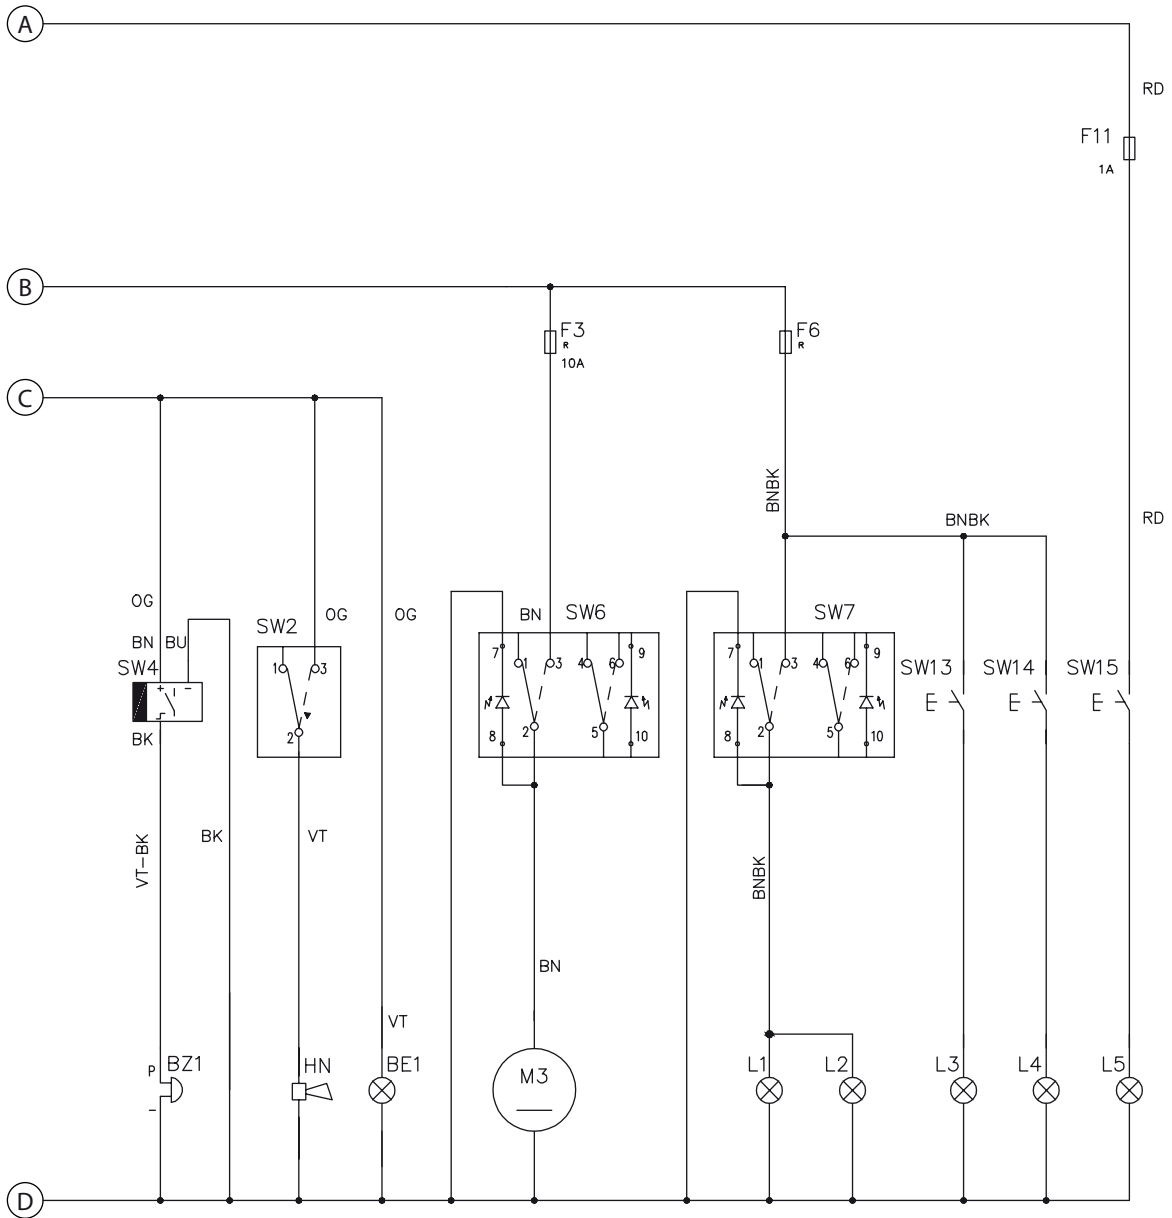 A
RD
F11
1A
B
F3
R
10A
F6
R
C
BNBK
BNBK
RD
OG
OG
OG
BN
BN
BU
SW2
SW6
SW7
SW4
SW13
SW14
SW15
+
-
1
3
2
7
1
3
4
6
9
8
2
5
10
7
1
3
4
6
9
8
2
5
10
E
E
E
BK
VT-BK
BK
VT
BNBK
BN
VT
P
BZ1
-
HN
BE1
M3
L1
L2
L3
L4
L5
D